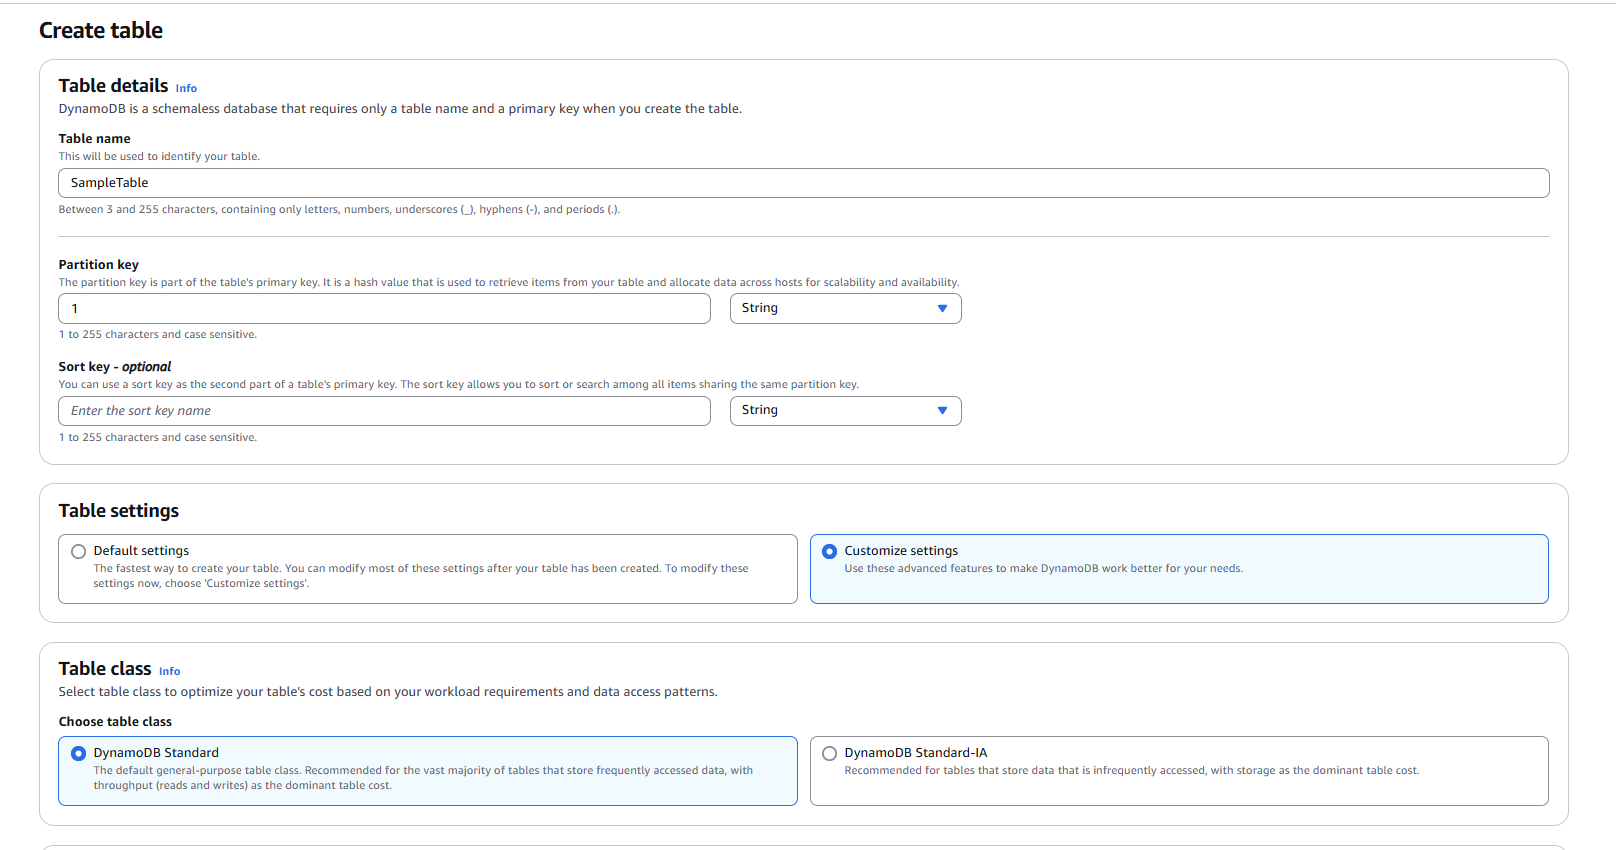 Create table
Table details Info
DynamoDB is a schemaless database that requires only a table name and a primary key when you create the table.
Table name
This will be used to identify your table.
SampleTable
Between 3 and 255 characters, containing only letters, numbers, underscores (_), hyphens (-), and periods (.).
Partition key
The partition key is part of the table's primary key. It is a hash value that is used to retrieve items from your table and allocate data across hosts for scalability and availability.
1
String
1 to 255 characters and case sensitive.
Sort key - optional
You can use a sort key as the second part of a table's primary key. The sort key allows you to sort or search among all items sharing the same partition key.
Enter the sort key name
String
1 to 255 characters and case sensitive.
Table settings
Default settings
The fastest way to create your table. You can modify most of these settings after your table has been created. To modify these
settings now, choose 'Customize settings'.
Customize settings
Use these advanced features to make DynamoDB work better for your needs.
Table class Info
Select table class to optimize your table's cost based on your workload requirements and data access patterns.
Choose table class
DynamoDB Standard
The default general-purpose table class. Recommended for the vast majority of tables that store frequently accessed data, with
throughput (reads and writes) as the dominant table cost.
DynamoDB Standard-IA
Recommended for tables that store data that is infrequently accessed, with storage as the dominant table cost.